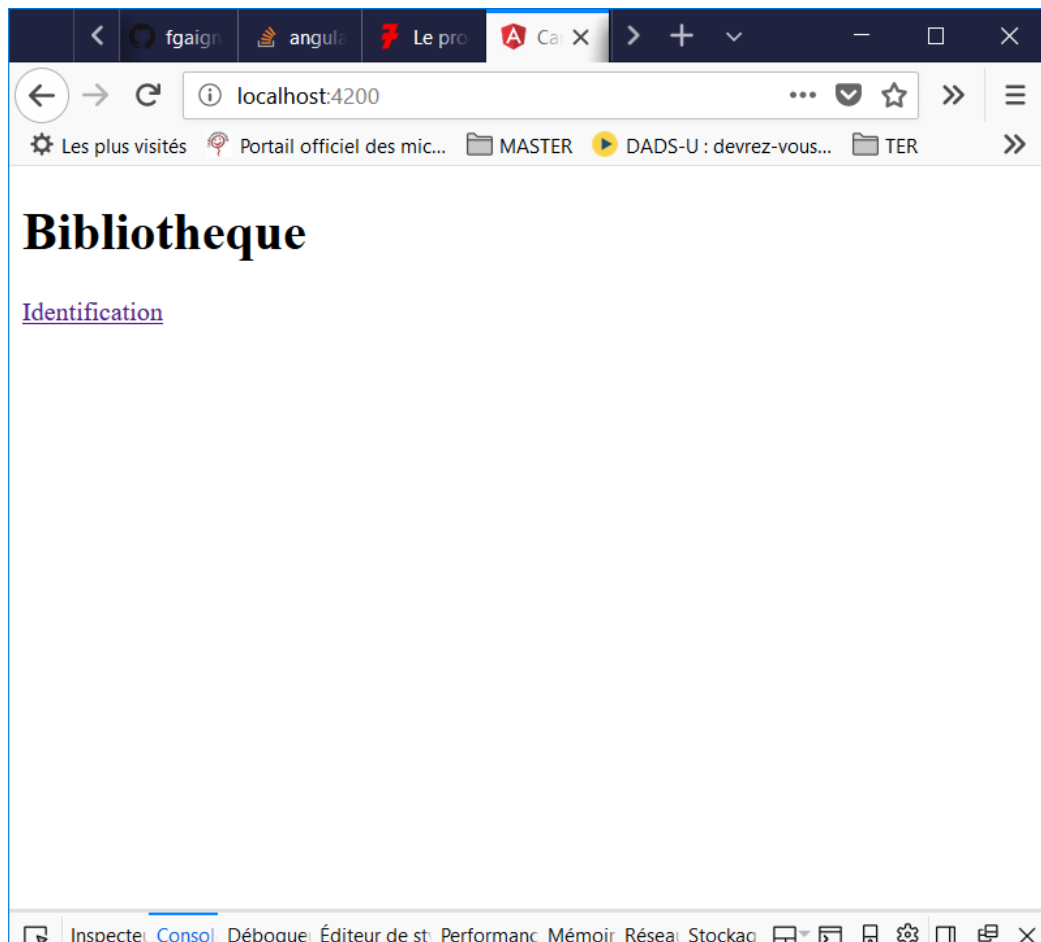 fgaign angula Le pro Car
localhost:4200
Les plus visités Portail officiel des mic... MASTER DADS-U : devrez-vous... TER
Bibliotheque
Identification
Inspecteu Consol Débogue Éditeur de st Performanc Mémoir Réseau Stockag